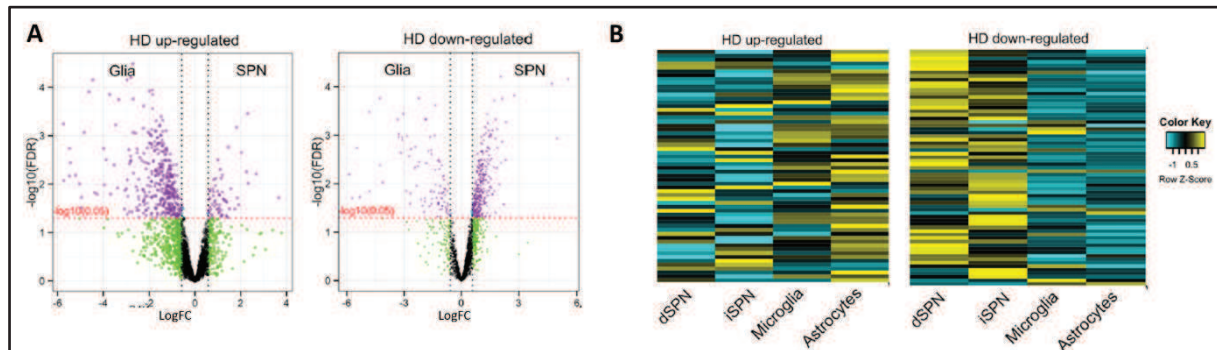 A
HD up-regulated
Glia
SPN
-log10(FDR)
4
3
2
1
0
-log10(0.05)
-6
-4
-2
0
2
4
LogFC
HD down-regulated
Glia
SPN
-log10(FDR)
4
3
2
1
0
-log10(0.05)
-6
-3
0
3
6
LogFC
B
HD up-regulated
dSPN
iSPN
Microglia
Astrocytes
HD down-regulated
dSPN
iSPN
Microglia
Astrocytes
Color Key
-1 0.5
Row Z-Score